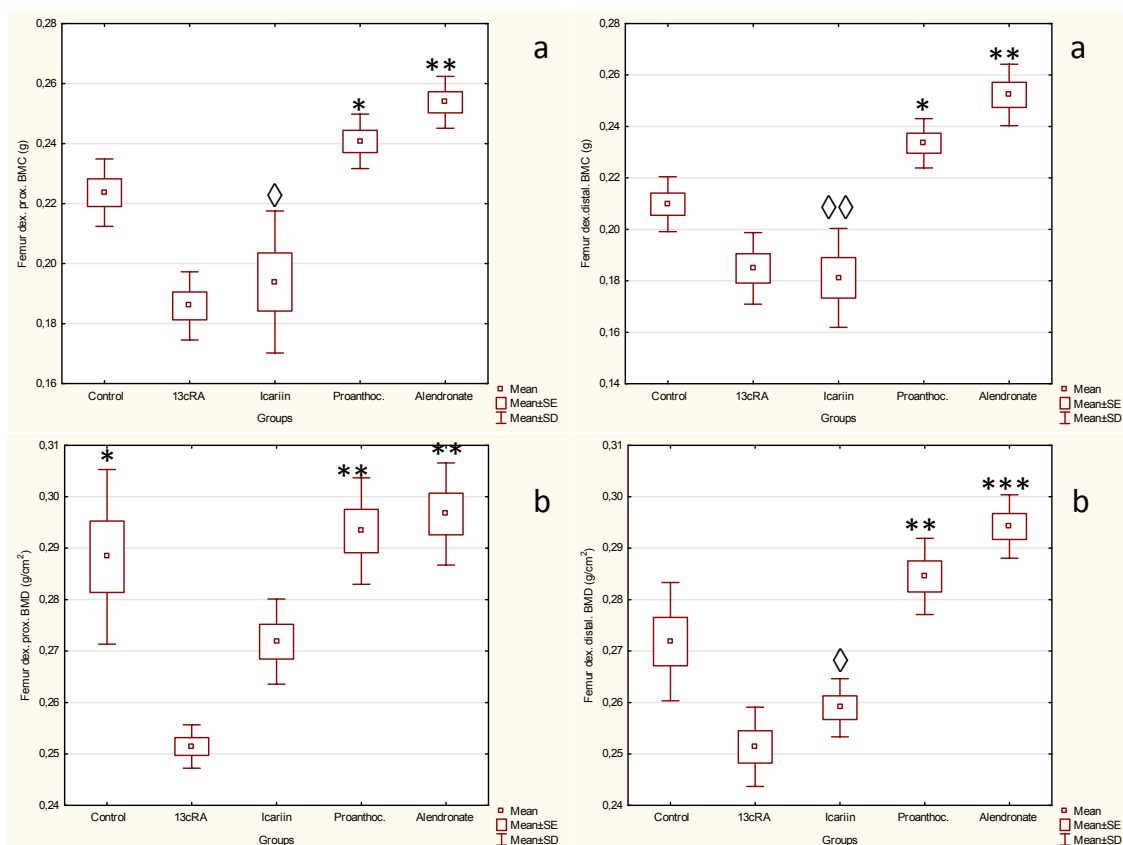 a
Femur dex. prox. BMC (g)
0,28
0,26
**
*
0,24
0,22
◊
0,20
0,18
0,16
Control 13cRA Icariin Proanthoc. Alendronate
Groups
Mean
Mean±SE
Mean±SD
a
Femur dex.distal. BMC (g)
0,28
**
0,26
*
0,24
0,22
◊◊
0,20
0,18
0,16
0,14
Control 13cRA Icariin Proanthoc. Alendronate
Groups
Mean
Mean±SE
Mean±SD
b
Femur dex. prox. BMD (g/cm²)
0,31
* ** **
0,30
0,29
0,28
0,27
0,26
0,25
0,24
Control 13cRA Icariin Proanthoc. Alendronate
Groups
Mean
Mean±SE
Mean±SD
b
Femur dex.distal. BMD (g/cm²)
0,31
***
0,30
**
0,29
0,28
0,27
◊
0,26
0,25
0,24
Control 13cRA Icariin Proanthoc. Alendronate
Groups
Mean
Mean±SE
Mean±SD